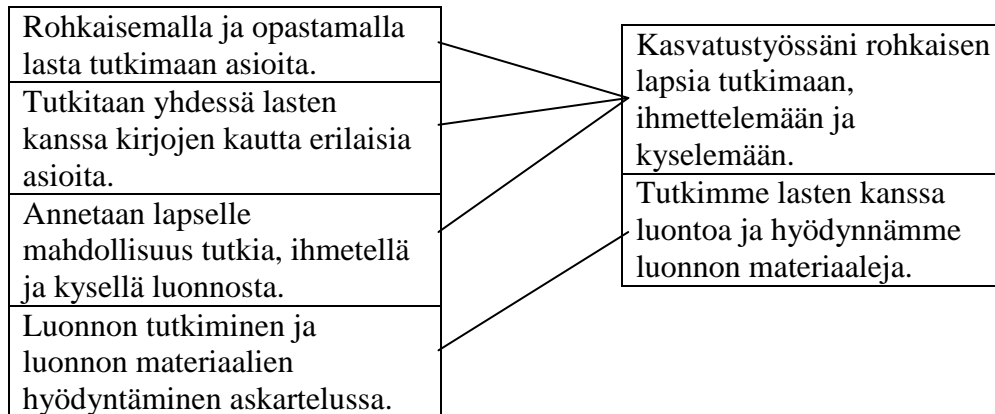 Rohkaisemalla ja opastamalla
lasta tutkimaan asioita.
Tutkitaan yhdessä lasten
kanssa kirjojen kautta erilaisia
asioita.
Annetaan lapselle
mahdollisuus tutkia, ihmetellä
ja kysellä luonnosta.
Luonnon tutkiminen ja
luonnon materiaalien
hyödyntäminen askartelussa.
Kasvatustyössäni rohkaisen
lapsia tutkimaan,
ihmettelemään ja
kyselemään.
Tutkimme lasten kanssa
luontoa ja hyödynnämme
luonnon materiaaleja.